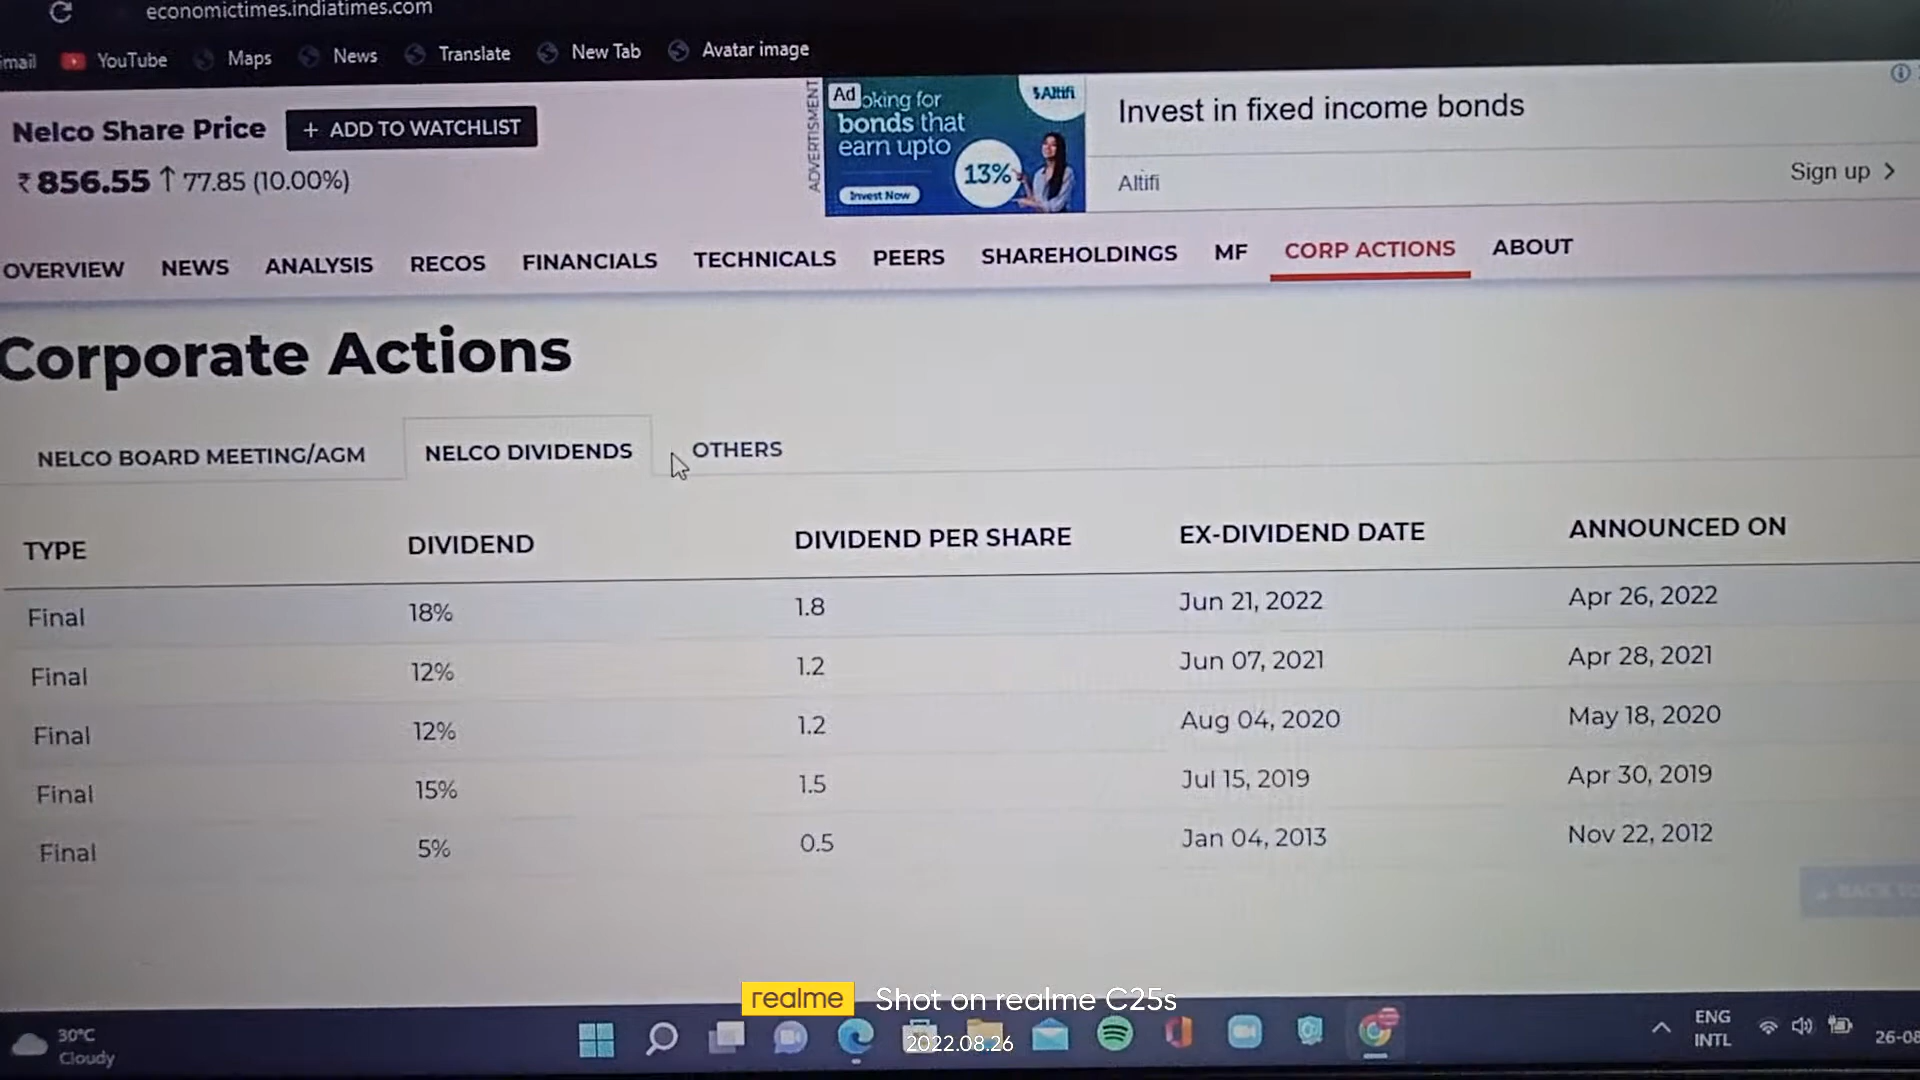 economictimes.indiatimes.com
YouTube Maps News Translate New Tab Avatar image
Nelco Share Price + ADD TO WATCHLIST
₹ 856.55 ↑ 77.85 (10.00%)
ADVERTISMENT
Ad
oking for
bonds that
earn upto
13%
Invest Now
Altifi
Invest in fixed income bonds
Altifi
Sign up >
OVERVIEW NEWS ANALYSIS RECOS FINANCIALS TECHNICALS PEERS SHAREHOLDINGS MF CORP ACTIONS ABOUT
Corporate Actions
NELCO BOARD MEETING/AGM NELCO DIVIDENDS OTHERS
TYPE DIVIDEND DIVIDEND PER SHARE EX-DIVIDEND DATE ANNOUNCED ON
Final 18% 1.8 Jun 21, 2022 Apr 26, 2022
Final 12% 1.2 Jun 07, 2021 Apr 28, 2021
Final 12% 1.2 Aug 04, 2020 May 18, 2020
Final 15% 1.5 Jul 15, 2019 Apr 30, 2019
Final 5% 0.5 Jan 04, 2013 Nov 22, 2012
realme Shot on realme C25s
2022.08.26
30°C
Cloudy
ENG
INTL
26-08